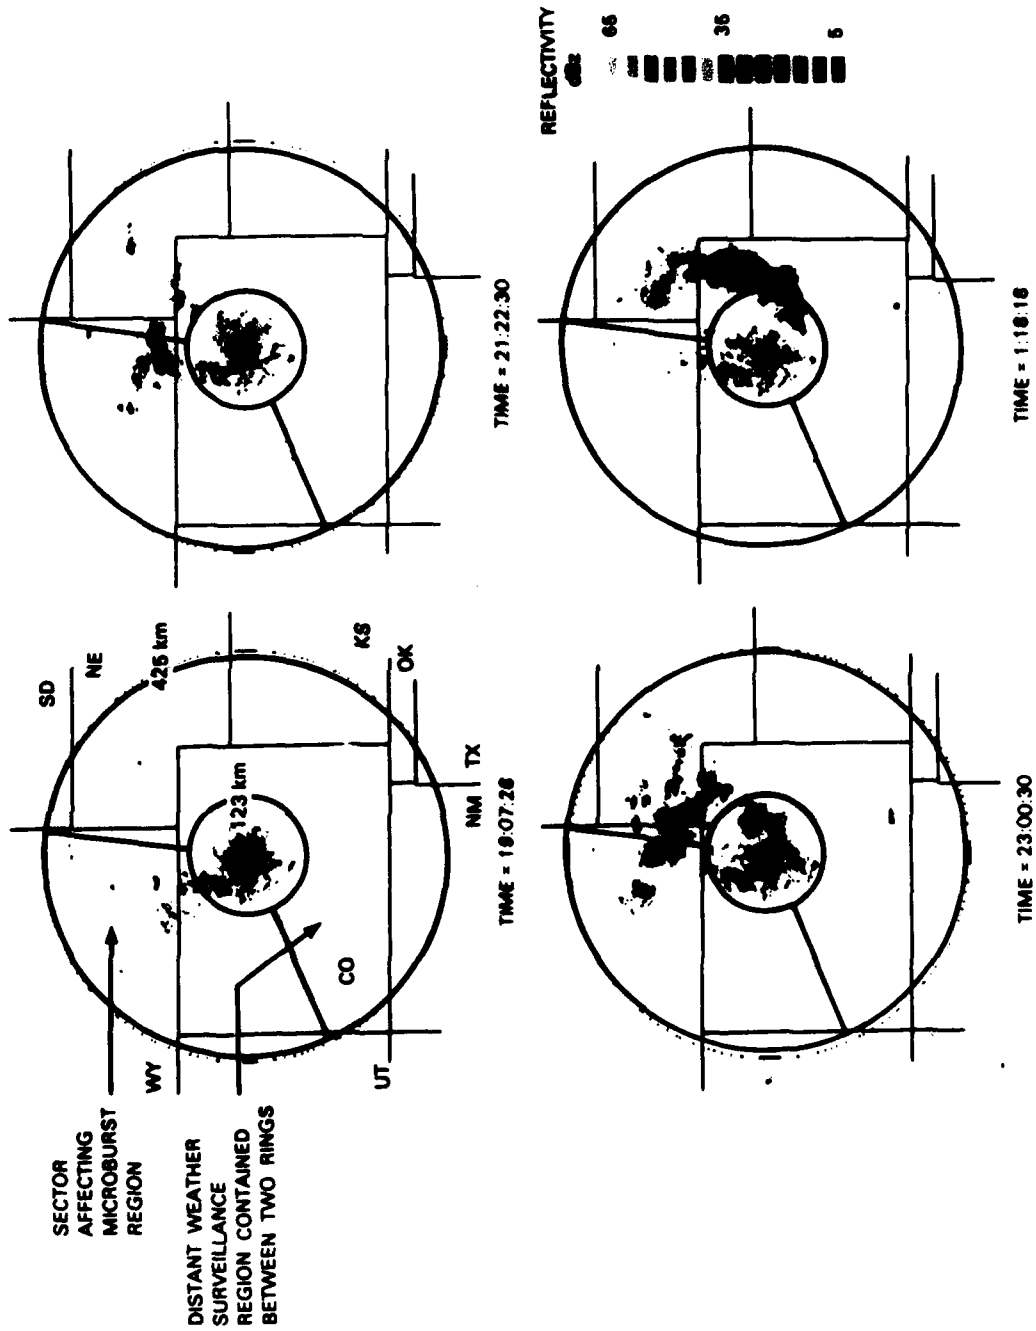 SECTOR
AFFECTING
MICROBURST
REGION
DISTANT WEATHER
SURVEILLANCE
REGION CONTAINED
BETWEEN TWO RINGS
WY
SD
NE
425 km
123 km
CO
KS
UT
OK
NM
TX
TIME = 19:07:28
TIME = 21:22:30
TIME = 23:00:30
TIME = 1:18:18
REFLECTIVITY
dBz
65
35
5